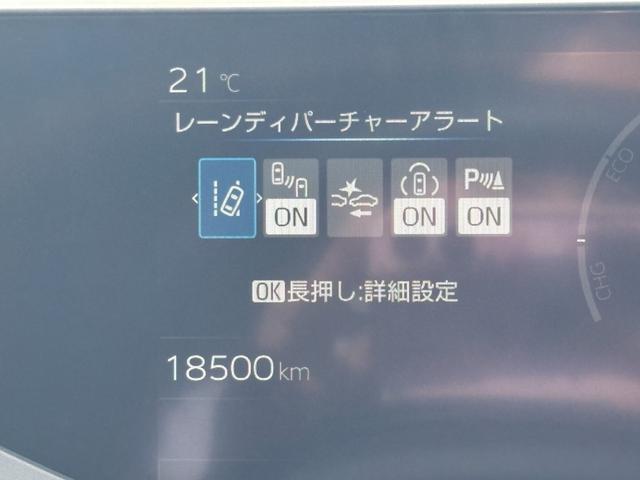 21℃
レーンディパーチャーアラート
P
ON ON ON
OK長押し:詳細設定
18500km
ECO
CHG